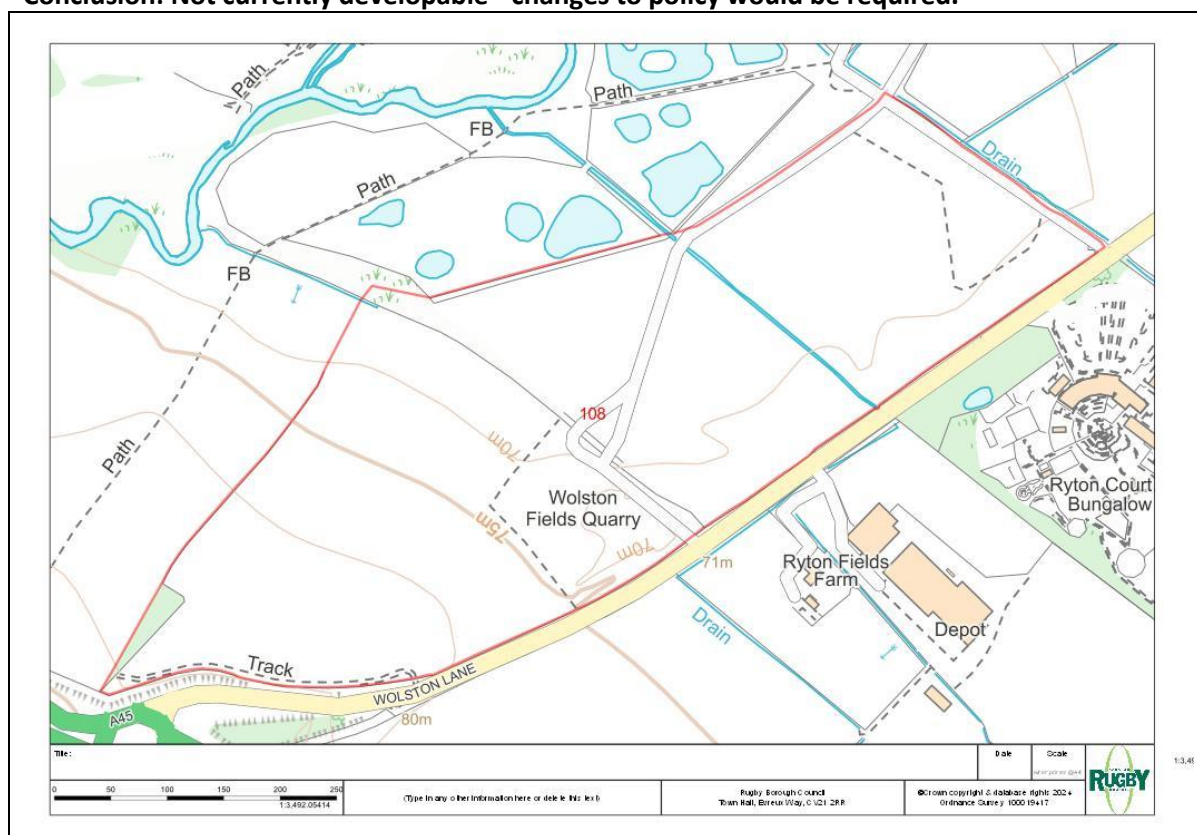 Conclusion: Not currently developable - changes to policy would be required.
Path
FB
Path
Path
Drain
FB
Path
108
70m
75m
Wolston
Fields Quarry
70m
71m
Ryton Court
Bungalow
Ryton Fields
Farm
Depot
Drain
Track
WOLSTON LANE
A45
80m
Title:
Date
Scale
0 50 100 150 200 250
1:3,492.05414
(Type in any other information here or delete this text)
Rugby Borough Council
Town Hall, Evreux Way, CV21 2RR
©Crown copyright & database rights 2024
Ordnance Survey 100019417
RUGBY
1:3,49